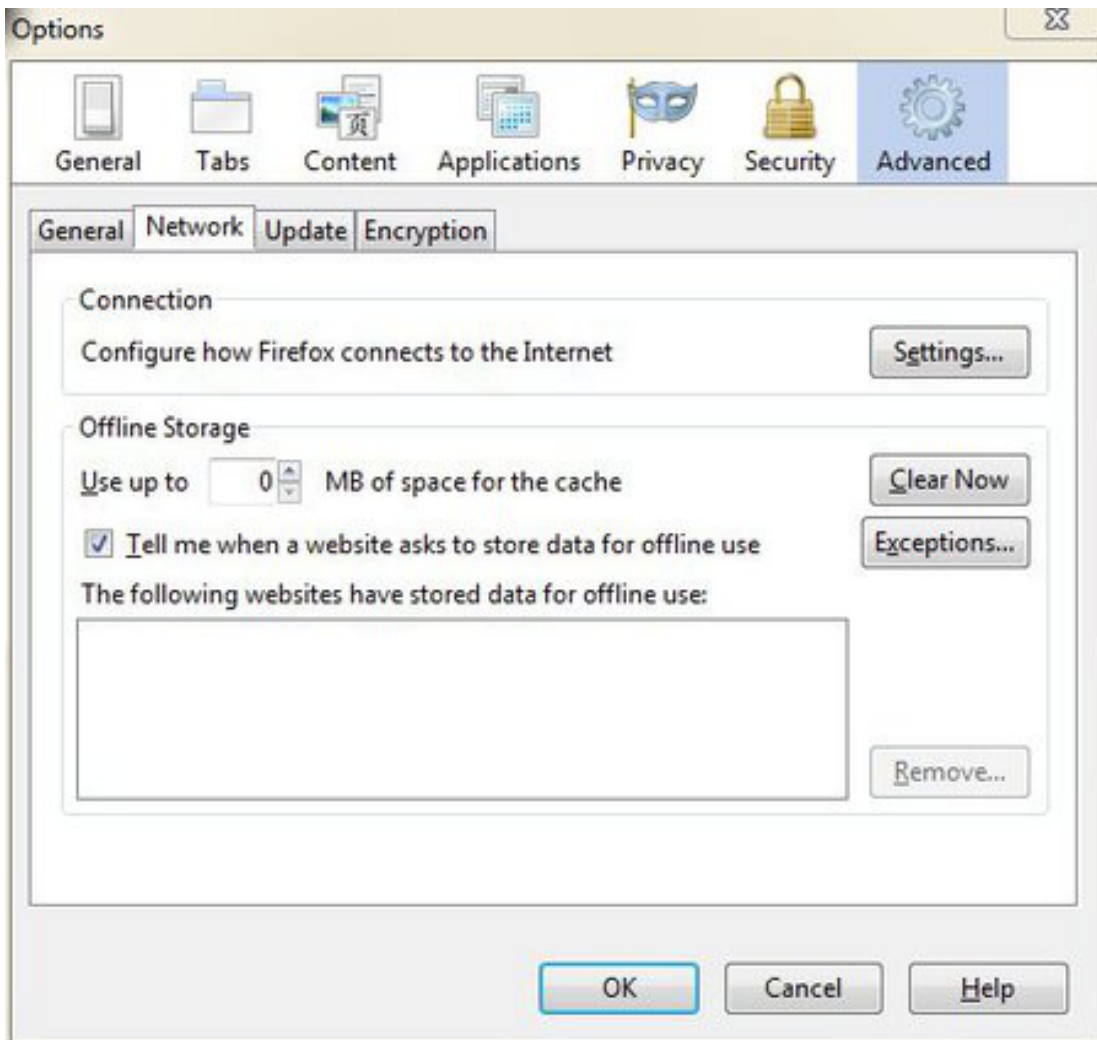 Options
General Tabs Content Applications Privacy Security Advanced
General Network Update Encryption
Connection
Configure how Firefox connects to the Internet Settings...
Offline Storage
Use up to 0 MB of space for the cache Clear Now
Tell me when a website asks to store data for offline use Exceptions...
The following websites have stored data for offline use:
Remove...
OK Cancel Help